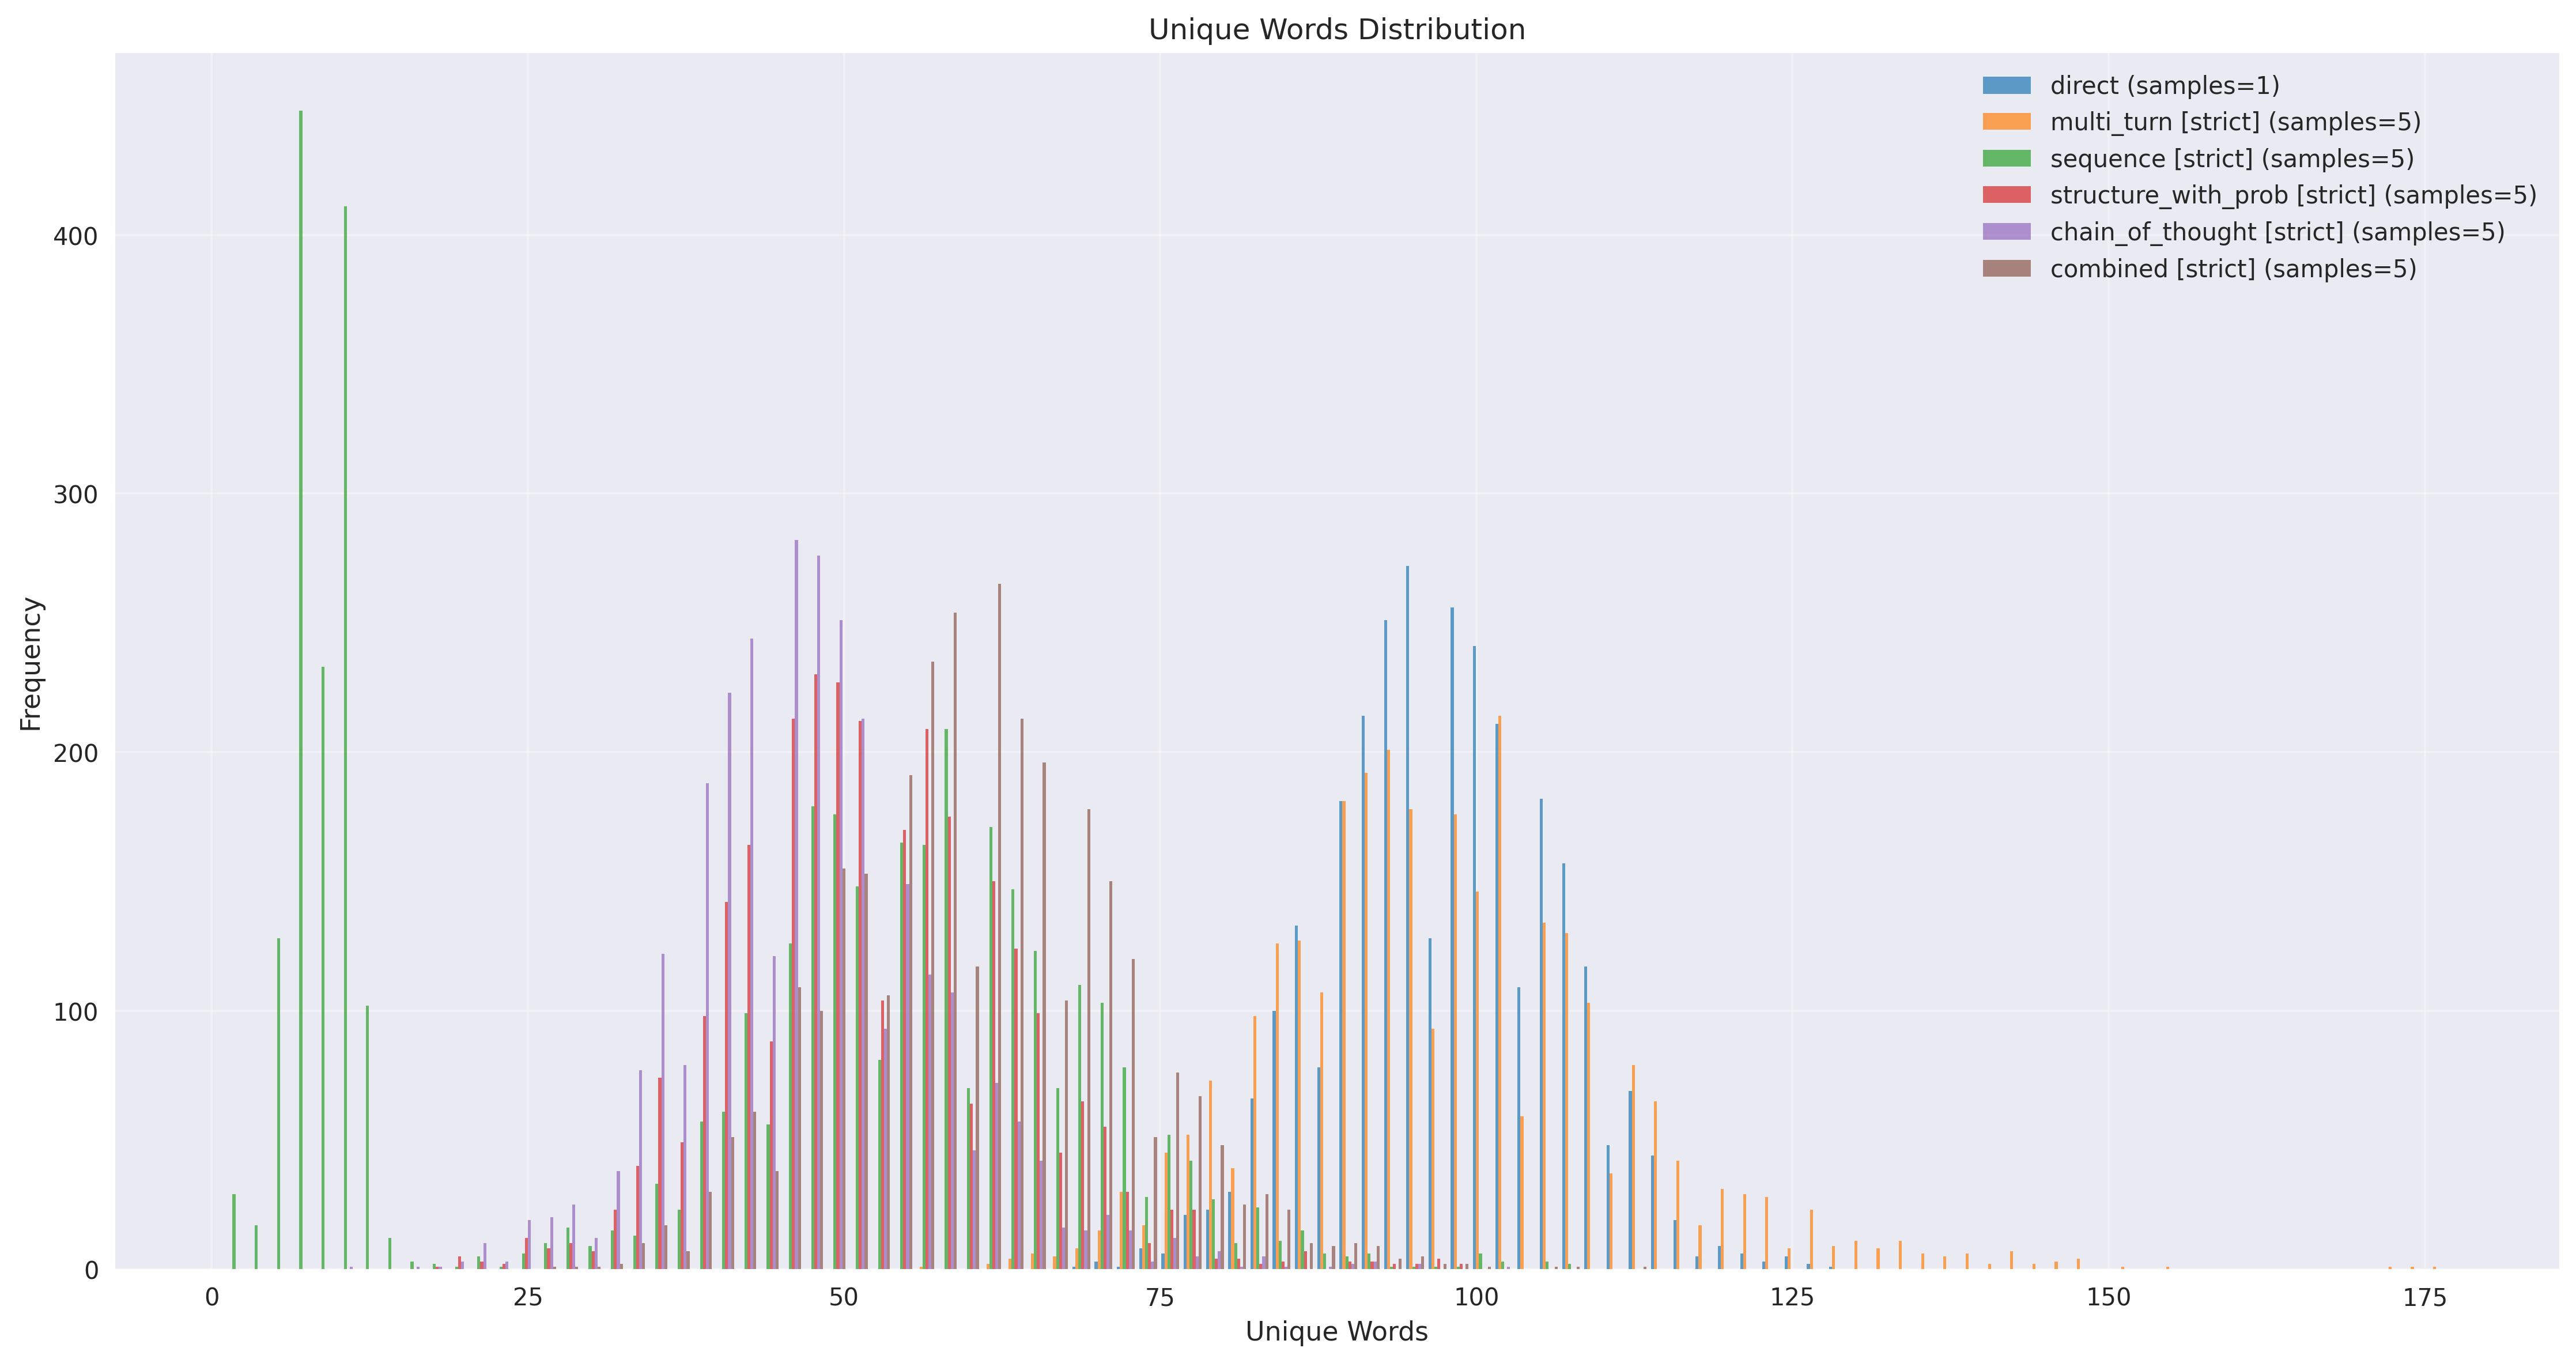 Unique Words Distribution
direct (samples=1)
multi_turn [strict] (samples=5)
sequence [strict] (samples=5)
structure_with_prob [strict] (samples=5)
chain_of_thought [strict] (samples=5)
combined [strict] (samples=5)
Frequency
400
300
200
100
0
0 25 50 75 100 125 150 175
Unique Words